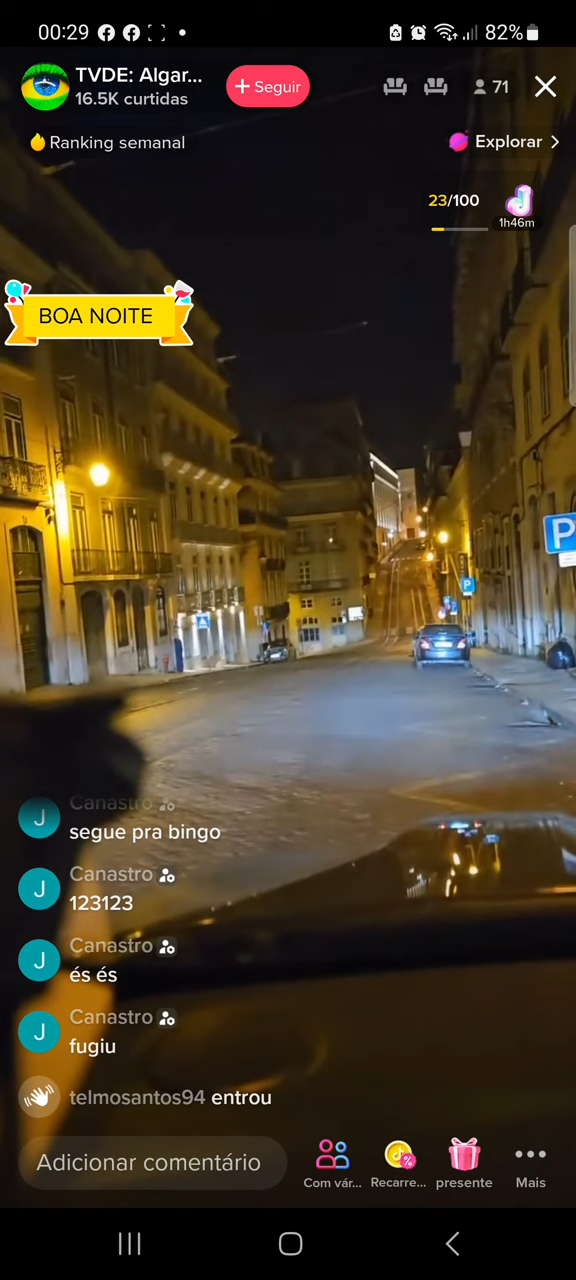 00:29
82%
TVDE: Algar...
16.5K curtidas
+ Seguir
71
Ranking semanal
Explorar
23/100
1h46m
BOA NOITE
P
P
Canastro
segue pra bingo
Canastro
123123
Canastro
és és
Canastro
fugiu
telmosantos94 entrou
Adicionar comentário
Com vár...
Recarre...
presente
Mais
J
J
J
J